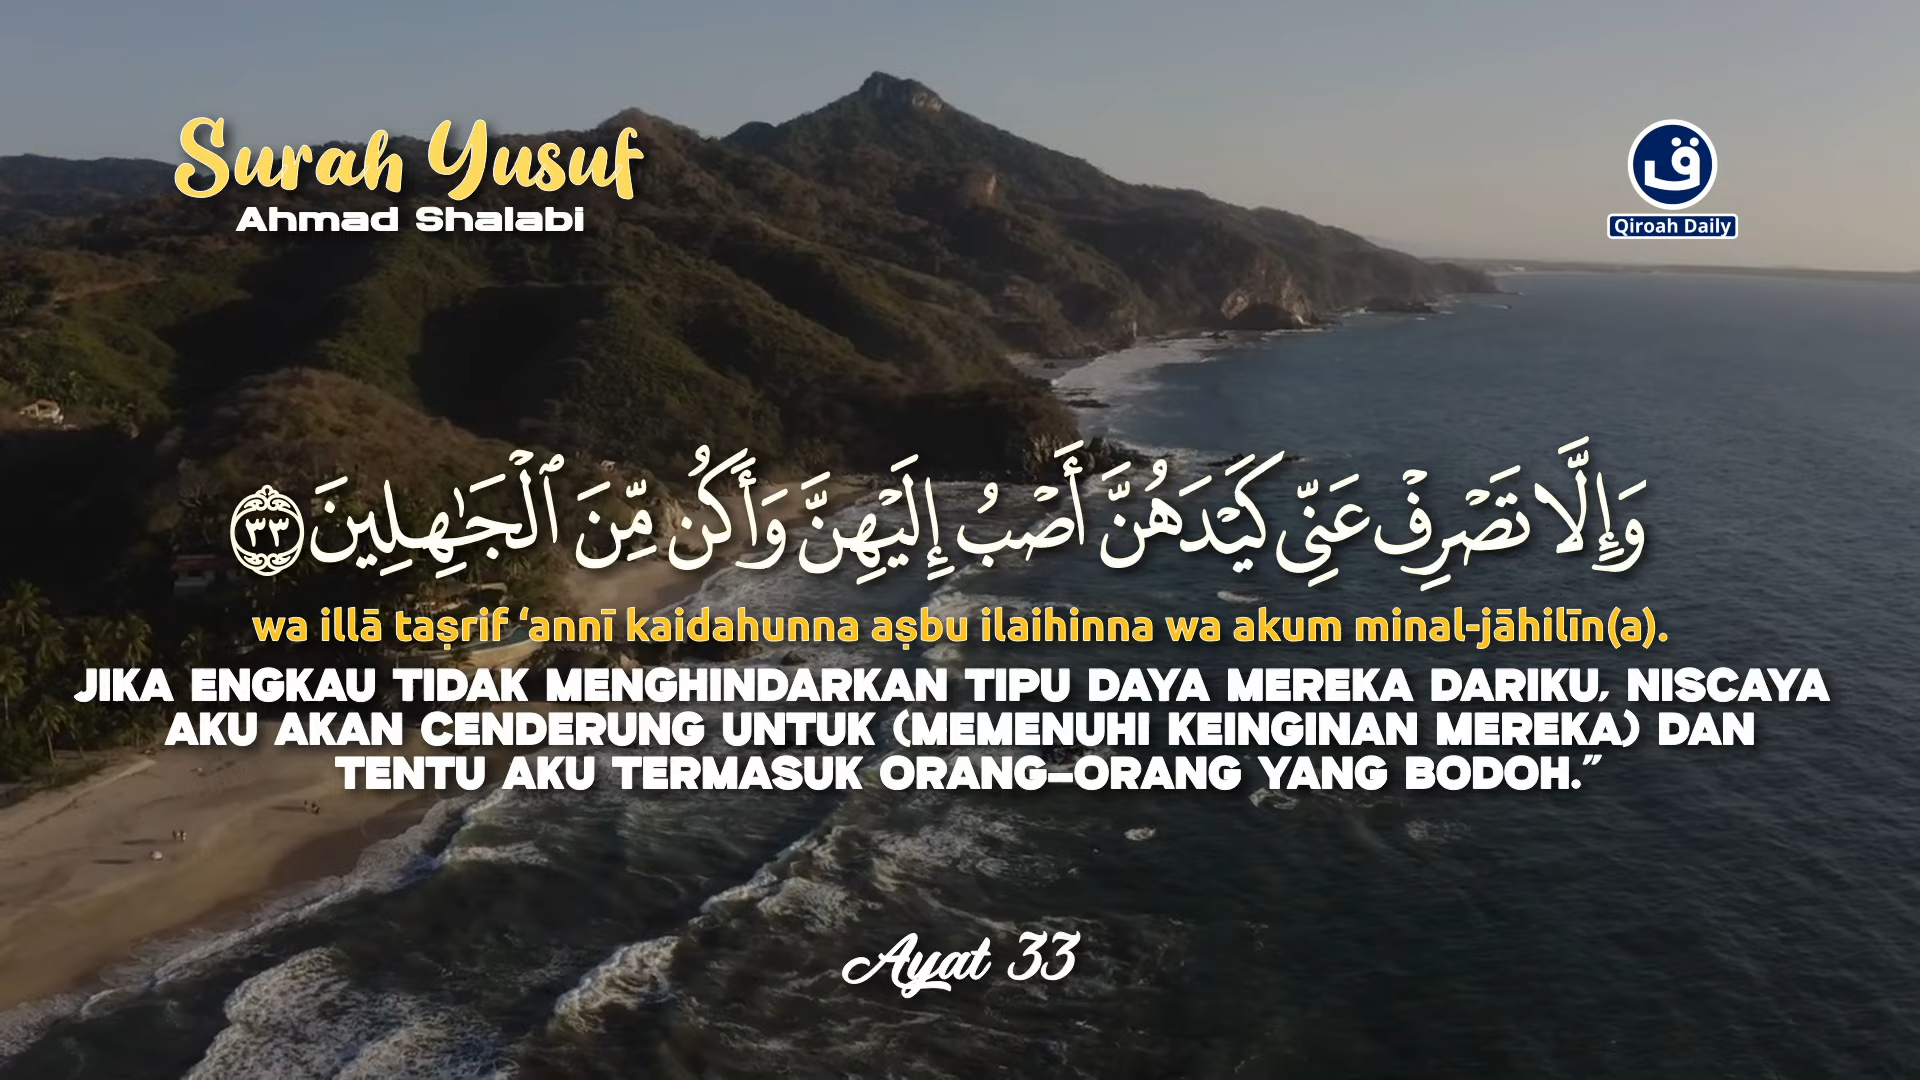 Surah Yusuf
Ahmad Shalabi
ق
Qiroah Daily
وَإِلَّا تَصْرِفْ عَنِّي كَيْدَهُنَّ أَصْبُ إِلَيْهِنَّ وَأَكُن مِّنَ ٱلْجَـٰهِلِينَ ٣٣
wa illā taṣrif ‘annī kaidahunna aṣbu ilaihinna wa akum minal-jāhilīn(a).
JIKA ENGKAU TIDAK MENGHINDARKAN TIPU DAYA MEREKA DARIKU, NISCAYA
AKU AKAN CENDERUNG UNTUK (MEMENUHI KEINGINAN MEREKA) DAN
TENTU AKU TERMASUK ORANG-ORANG YANG BODOH.”
Ayat 33